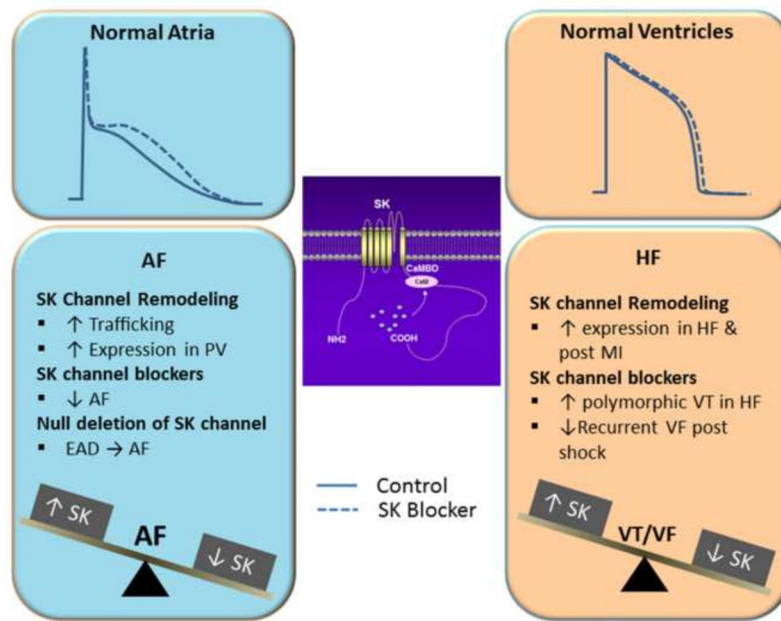 Normal Atria
Normal Ventricles
SK
CaMBD
CaM
NH2
COOH
AF
SK Channel Remodeling
▪ ↑ Trafficking
▪ ↑ Expression in PV
SK channel blockers
▪ ↓ AF
Null deletion of SK channel
▪ EAD → AF
↑ SK
AF
↓ SK
Control
SK Blocker
HF
SK channel Remodeling
▪ ↑ expression in HF &
post MI
SK channel blockers
▪ ↑ polymorphic VT in HF
▪ ↓Recurrent VF post
shock
↑ SK
VT/VF
↓ SK